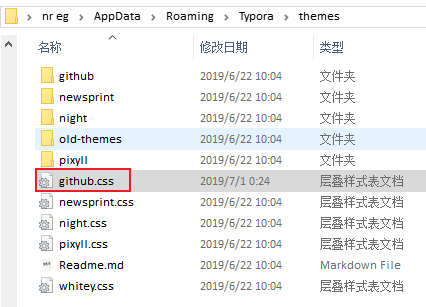 nr eg > AppData > Roaming > Typora > themes
名称 修改日期 类型
github 2019/6/22 10:04 文件夹
newsprint 2019/6/22 10:04 文件夹
night 2019/6/22 10:04 文件夹
old-themes 2019/6/22 10:04 文件夹
pixyll 2019/6/22 10:04 文件夹
github.css 2019/7/1 0:24 层叠样式表文档
newsprint.css 2019/6/22 10:04 层叠样式表文档
night.css 2019/6/22 10:04 层叠样式表文档
pixyll.css 2019/6/22 10:04 层叠样式表文档
Readme.md 2019/6/22 10:04 Markdown File
whitey.css 2019/6/22 10:04 层叠样式表文档